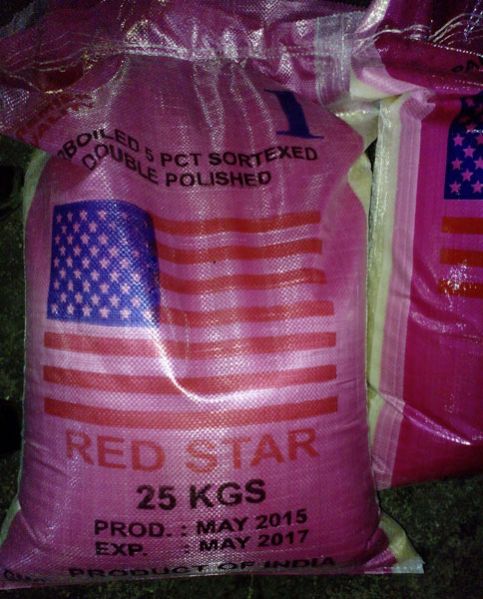 1
BOILED 5 PCT SORTEXED
DOUBLE POLISHED
RED STAR
25 KGS
PROD. : MAY 2015
EXP. : MAY 2017
PRODUCT OF INDIA